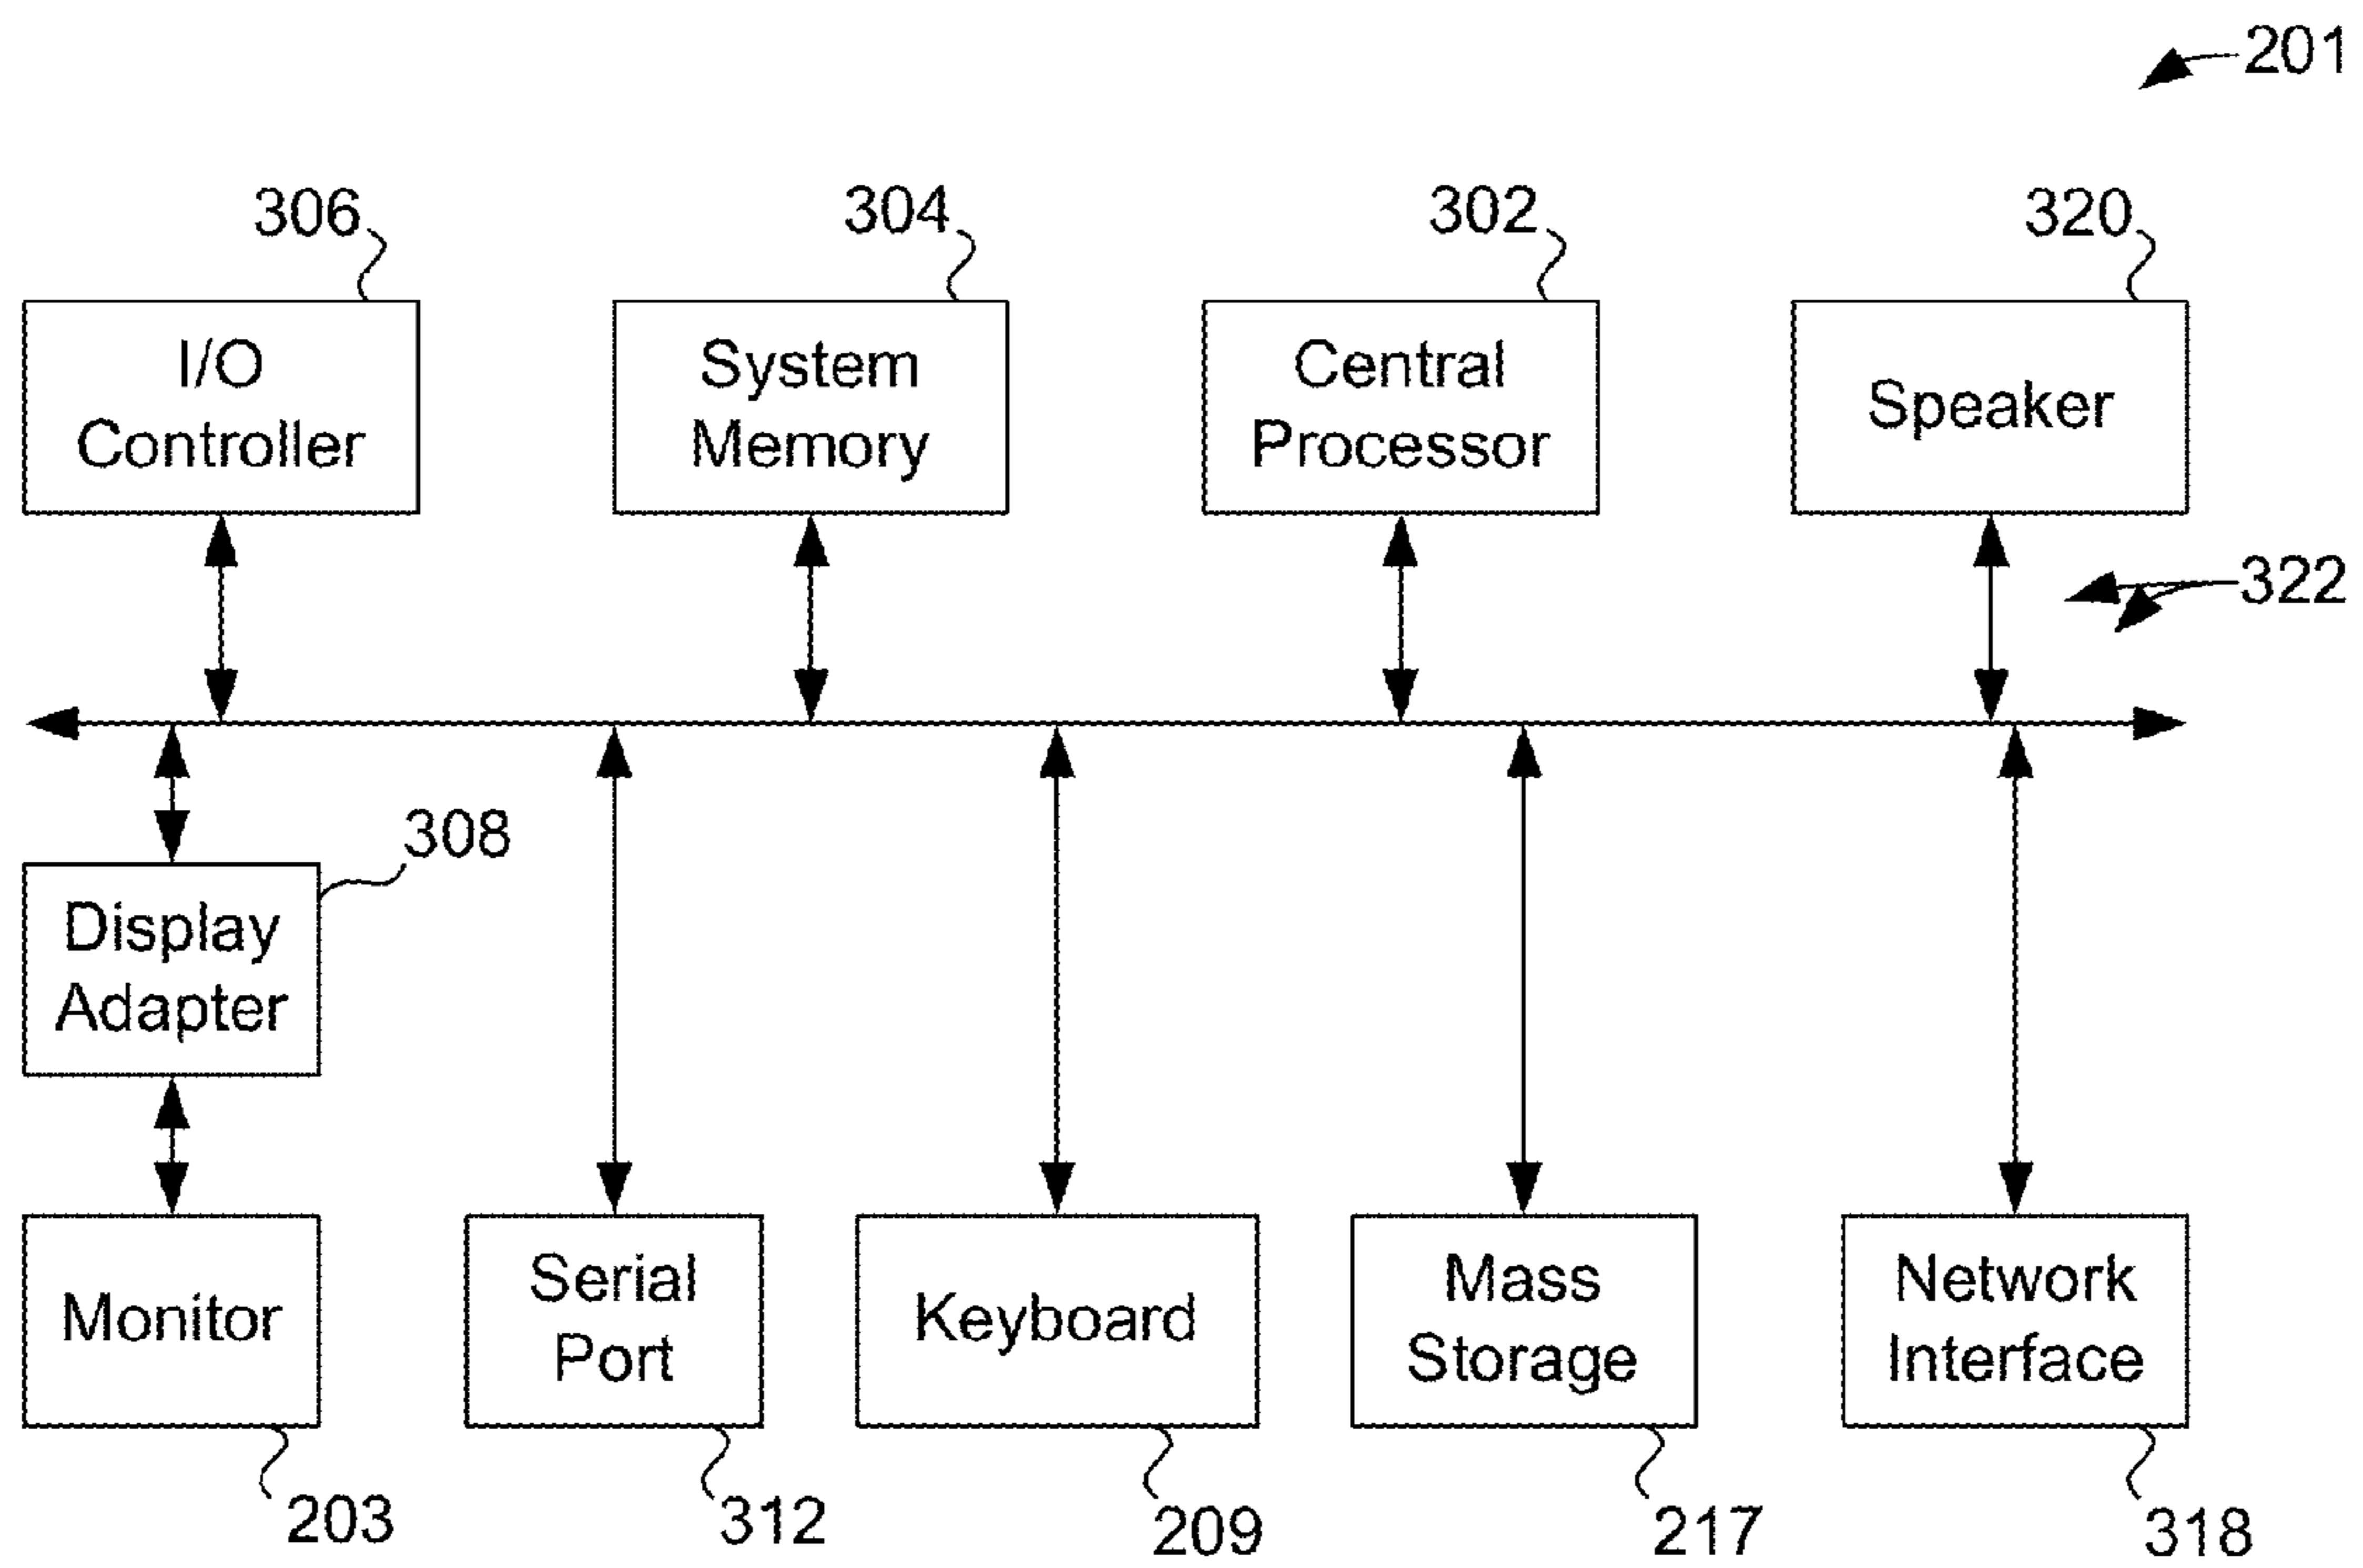 201
306
304
302
320
I/O
Controller
System
Memory
Central
Processor
Speaker
322
308
Display
Adapter
Monitor
Serial
Port
Keyboard
Mass
Storage
Network
Interface
203
312
209
217
318